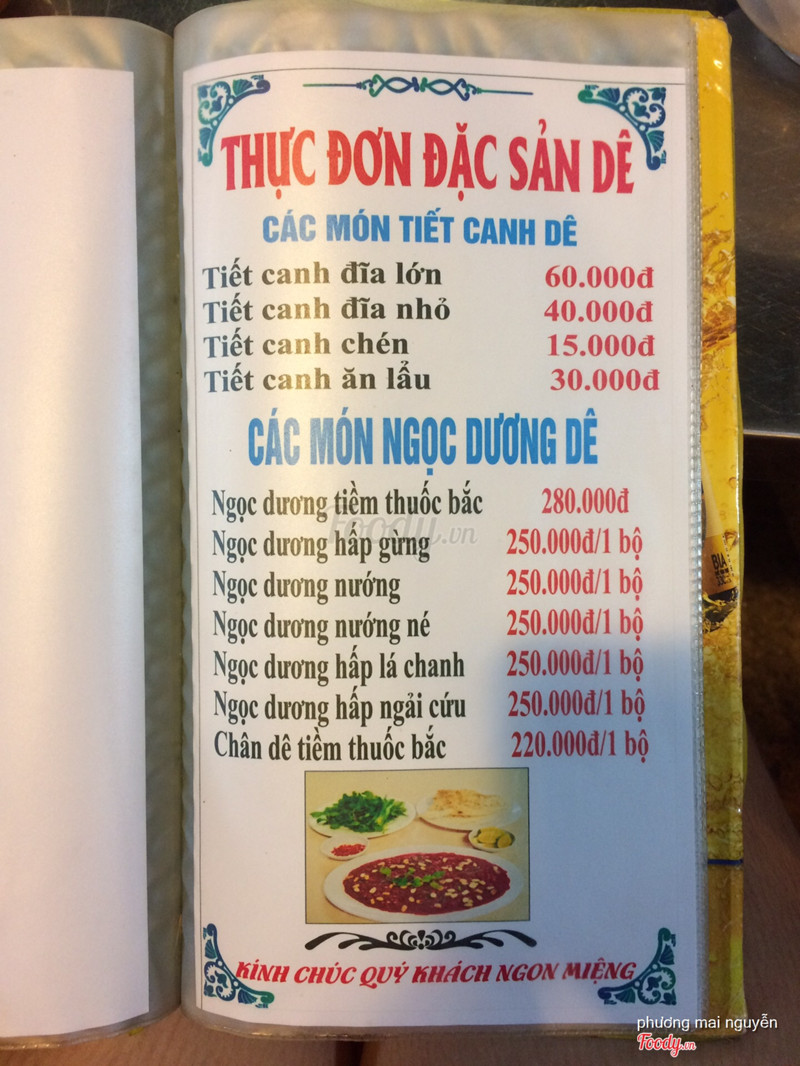 THỰC ĐƠN ĐẶC SẢN DÊ
CÁC MÓN TIẾT CANH DÊ
Tiết canh đĩa lớn 60.000đ
Tiết canh đĩa nhỏ 40.000đ
Tiết canh chén 15.000đ
Tiết canh ăn lẩu 30.000đ
CÁC MÓN NGỌC DƯƠNG DÊ
Ngọc dương tiềm thuốc bắc 280.000đ
Foody.vn
Ngọc dương hấp gừng 250.000đ/1 bộ
Ngọc dương nướng 250.000đ/1 bộ
Ngọc dương nướng né 250.000đ/1 bộ
Ngọc dương hấp lá chanh 250.000đ/1 bộ
Ngọc dương hấp ngải cứu 250.000đ/1 bộ
Chân dê tiềm thuốc bắc 220.000đ/1 bộ
KÍNH CHÚC QUÝ KHÁCH NGON MIỆNG
BIA
phương mai nguyễn
Foody.vn